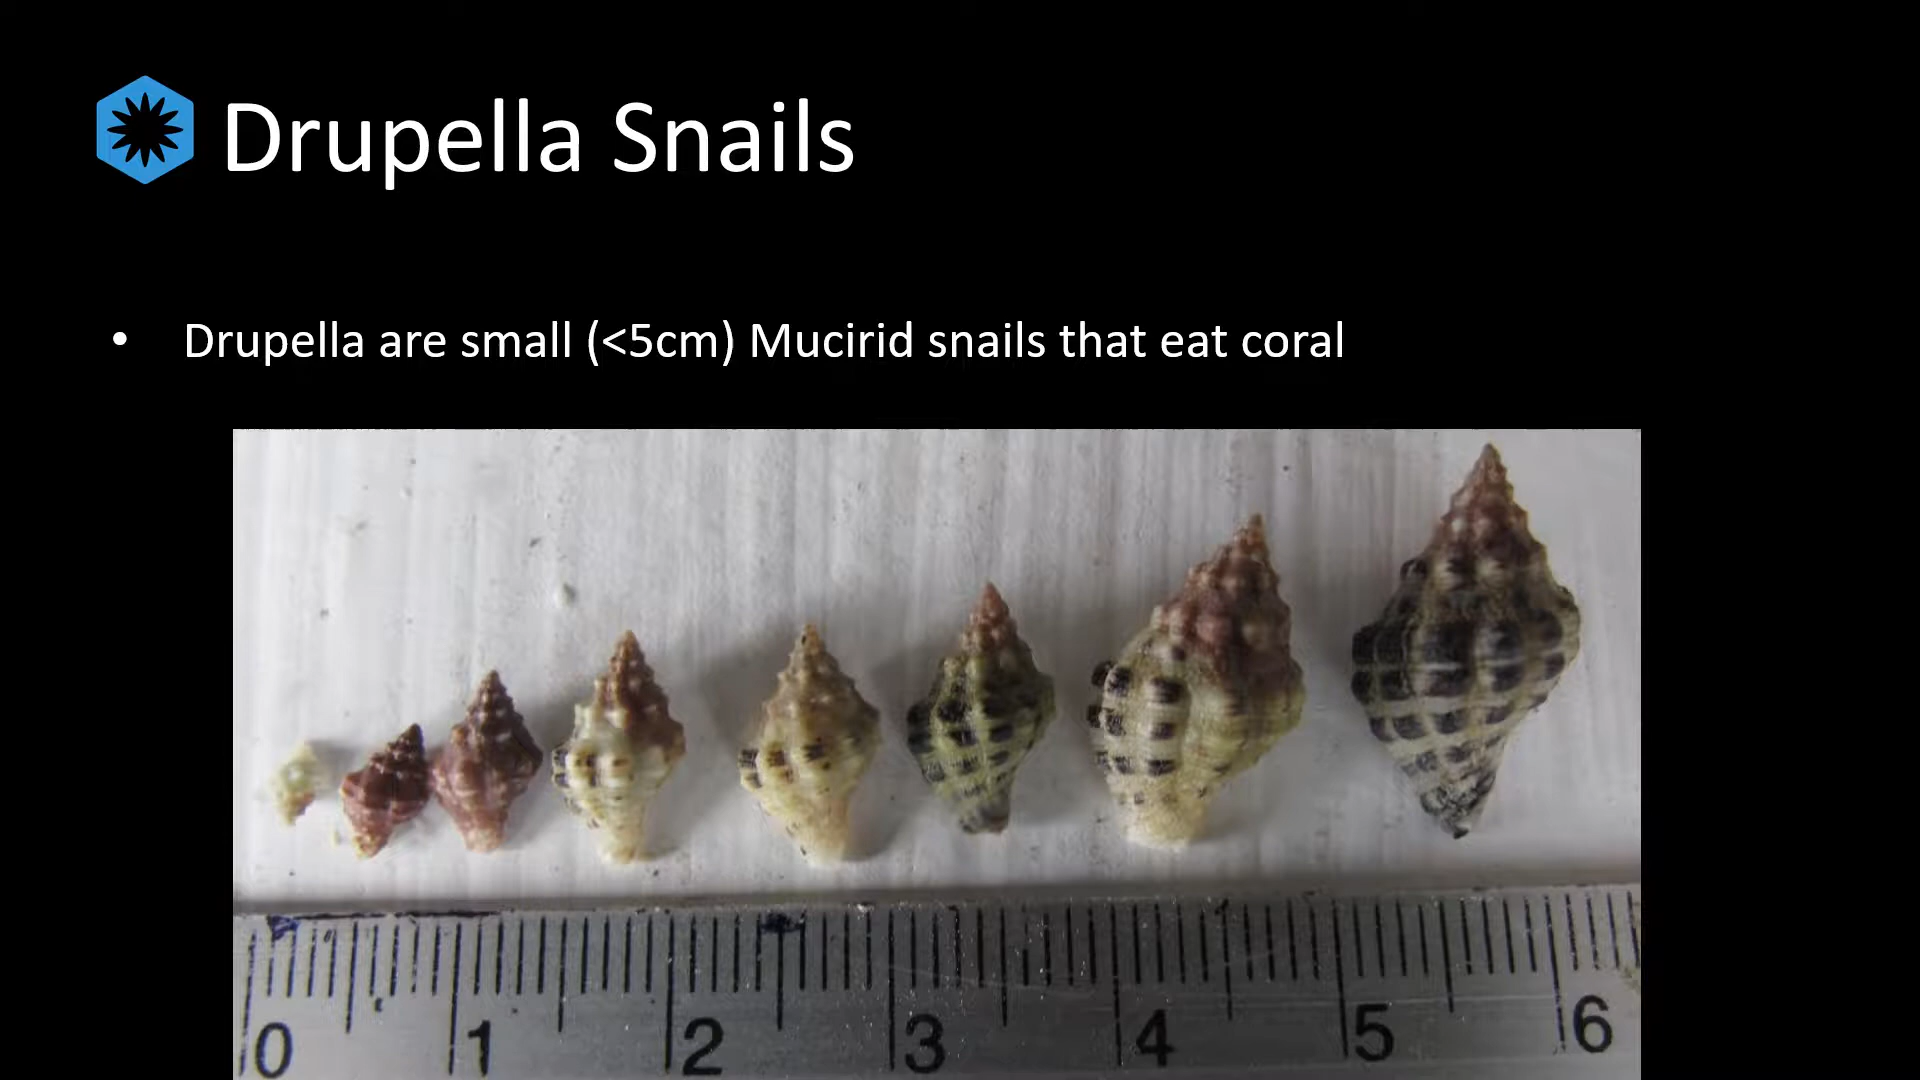 Drupella Snails
• Drupella are small (<5cm) Mucirid snails that eat coral
0 1 2 3 4 5 6